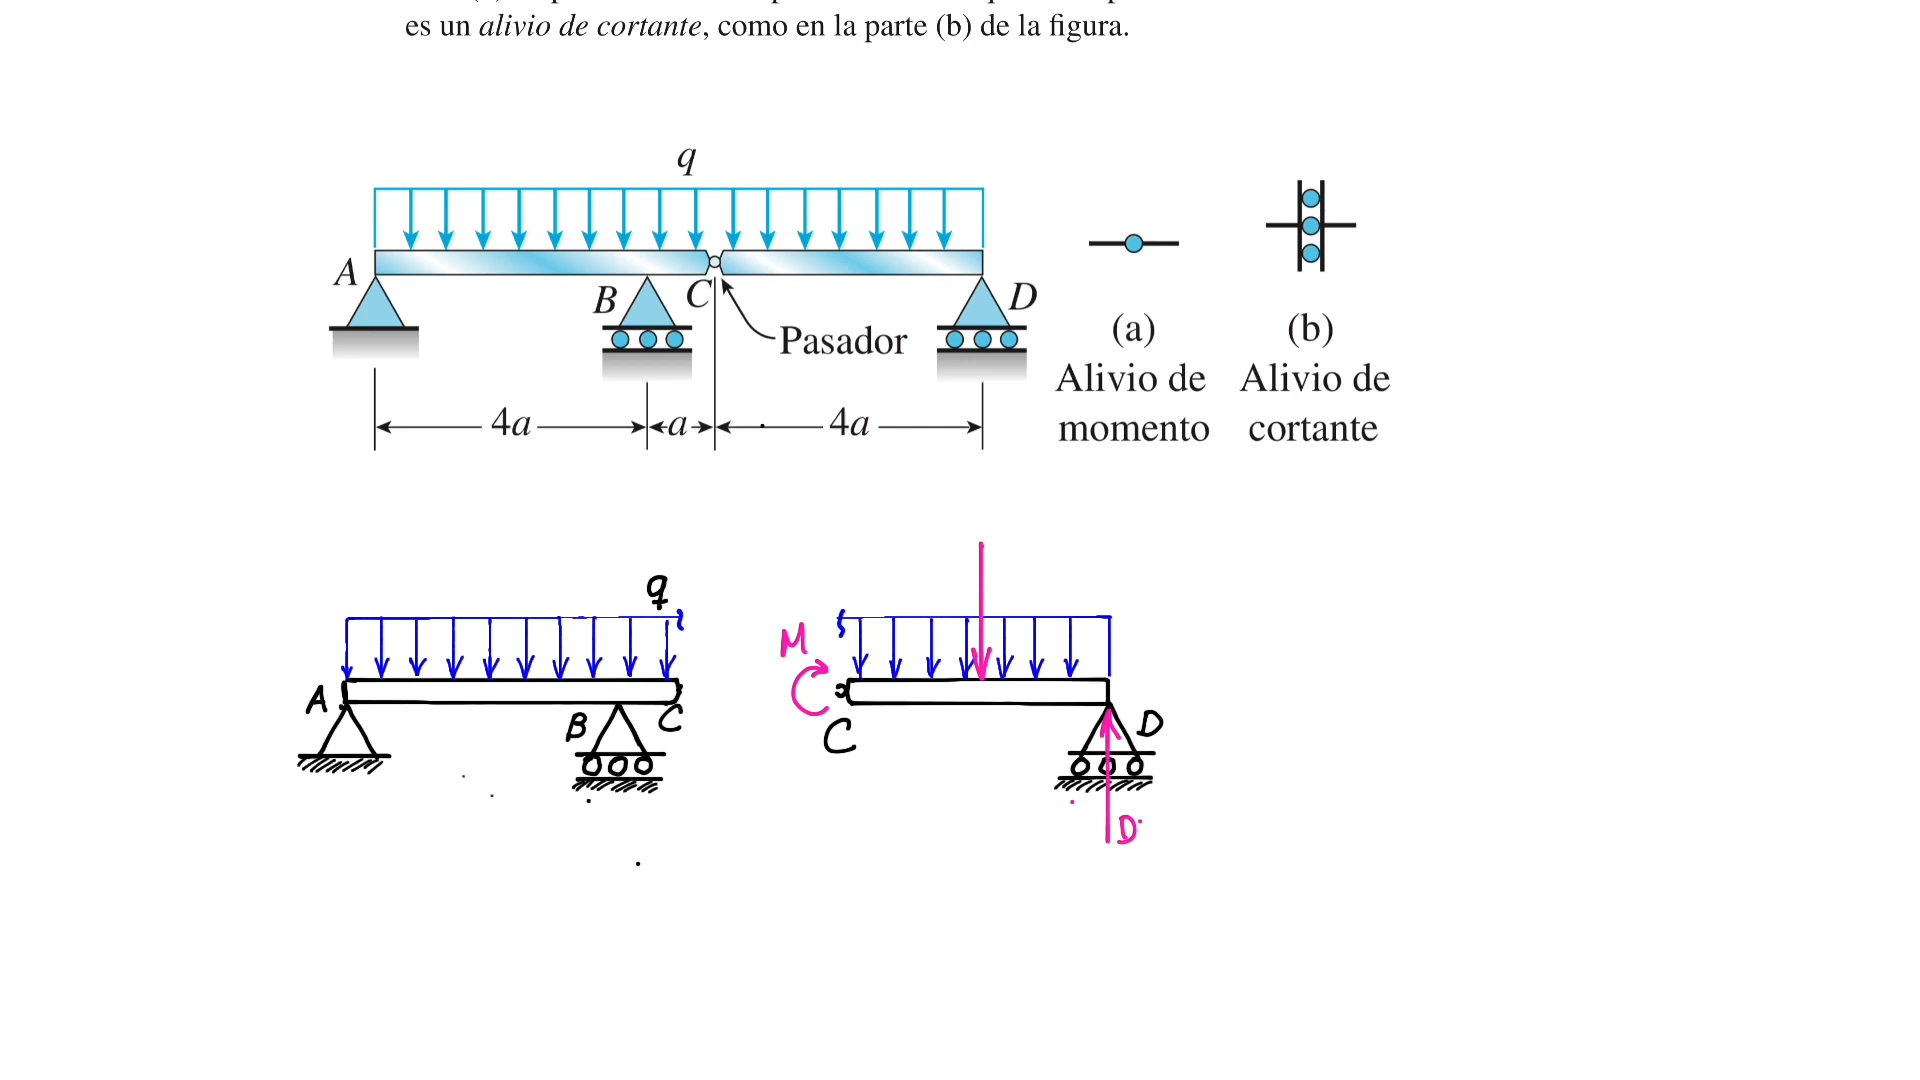 es un alivio de cortante, como en la parte (b) de la figura.
q
A
B
C
D
Pasador
4a
a
4a
(a)
Alivio de
momento
(b)
Alivio de
cortante
q
A
B
C
M
C
D
D